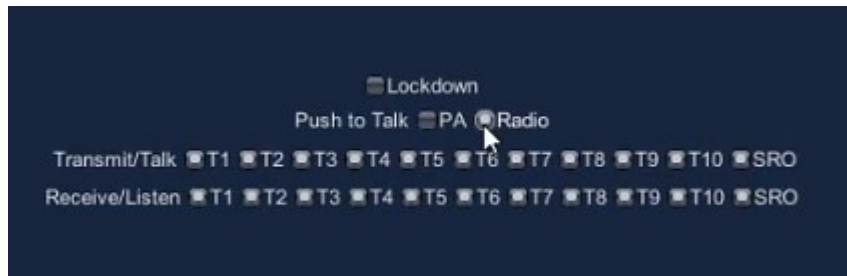 Lockdown
Push to Talk PA Radio
Transmit/Talk T1 T2 T3 T4 T5 T6 T7 T8 T9 T10 SRO
Receive/Listen T1 T2 T3 T4 T5 T6 T7 T8 T9 T10 SRO